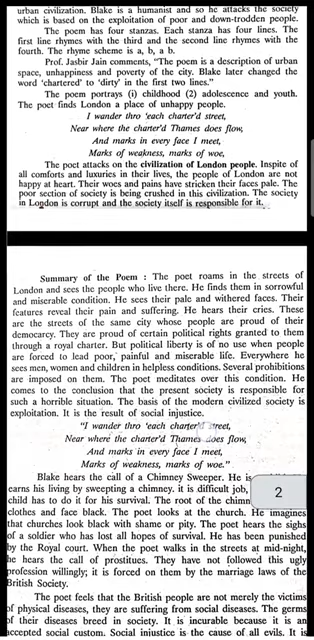 urban civilization. Blake is a humanist and so he attacks the society
which is based on the exploitation of poor and down-trodden people.
The poem has four stanzas. Each stanza has four lines. The
first line rhymes with the third and the second line rhymes with the
fourth. The rhyme scheme is a, b, a b.
Prof. Jasbir Jain comments, "The poem is a description of urban
space, unhappiness and poverty of the city. Blake later changed the
word 'chartered' to 'dirty' in the first two lines."
The poem portrays (i) childhood (2) adolescence and youth.
The poet finds London a place of unhappy people.
I wander thro 'each charter'd street,
Near where the charter'd Thames does flow,
And marks in every face I meet,
Marks of weakness, marks of woe,
The poet attacks on the civilization of London people. Inspite of
all comforts and luxuries in their lives, the people of London are not
happy at heart. Their woes and pains have stricken their faces pale. The
poor section of society is being crushed in this civilization. The society
in London is corrupt and the society itself is responsible for it.
Summary of the Poem : The poet roams in the streets of
London and sees the people who live there. He finds them in sorrowful
and miserable condition. He sees their pale and withered faces. Their
features reveal their pain and suffering. He hears their cries. These
are the streets of the same city whose people are proud of their
democarcy. They are proud of certain political rights granted to them
through a royal charter. But political liberty is of no use when people
are forced to lead poor, painful and miserable life. Everywhere he
sees men, women and children in helpless conditions. Several prohibitions
are imposed on them. The poet meditates over this condition. He
comes to the conclusion that the present society is responsible for
such a horrible situation. The basis of the modern civilized society is
exploitation. It is the result of social injustice.
"I wander thro 'each charter'd street,
Near where the charter'd Thames does flow,
And marks in every face I meet,
Marks of weakness, marks of woe."
Blake hears the call of a Chimney Sweeper. He is
earns his living by sweeping a chimney. it is difficult job,
child has to do it for his survival. The root of the chimn
clothes and face black. The poet looks at the church. He imagines
that churches look black with shame or pity. The poet hears the sighs
of a soldier who has lost all hopes of survival. He has been punished
by the Royal court. When the poet walks in the streets at mid-night,
he hears the call of prostitues. They have not followed this ugly
profession willingly; it is forced on them by the marriage laws of the
British Society.
The poet feels that the British people are not merely the victims
of physical diseases, they are suffering from social diseases. The germs
of their diseases breed in society. It is incurable because it is an
accepted social custom. Social injustice is the cause of all evils. It is
2